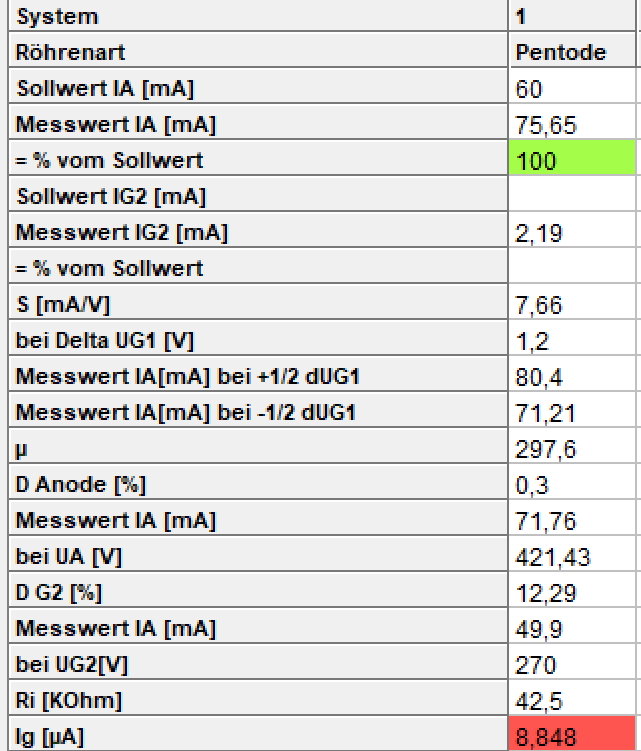 System 1
Röhrenart Pentode
Sollwert IA [mA] 60
Messwert IA [mA] 75,65
= % vom Sollwert 100
Sollwert IG2 [mA]
Messwert IG2 [mA] 2,19
= % vom Sollwert
S [mA/V] 7,66
bei Delta UG1 [V] 1,2
Messwert IA[mA] bei +1/2 dUG1 80,4
Messwert IA[mA] bei -1/2 dUG1 71,21
µ 297,6
D Anode [%] 0,3
Messwert IA [mA] 71,76
bei UA [V] 421,43
D G2 [%] 12,29
Messwert IA [mA] 49,9
bei UG2[V] 270
Ri [KOhm] 42,5
Ig [µA] 8,848